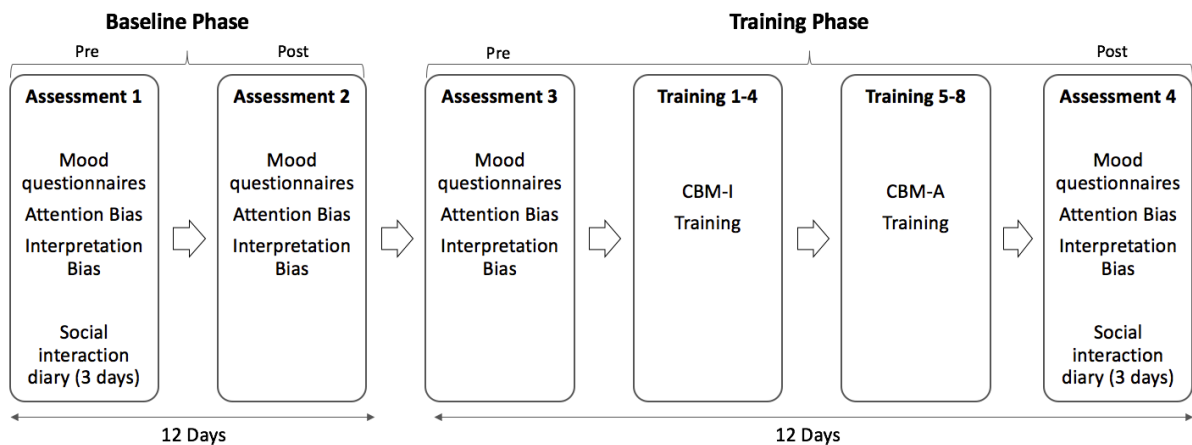 Baseline Phase
Training Phase
Pre
Post
Pre
Post
Assessment 1
Mood
questionnaires
Attention Bias
Interpretation
Bias
Social
interaction
diary (3 days)
Assessment 2
Mood
questionnaires
Attention Bias
Interpretation
Bias
Assessment 3
Mood
questionnaires
Attention Bias
Interpretation
Bias
Training 1-4
CBM-I
Training
Training 5-8
CBM-A
Training
Assessment 4
Mood
questionnaires
Attention Bias
Interpretation
Bias
Social
interaction
diary (3 days)
12 Days
12 Days